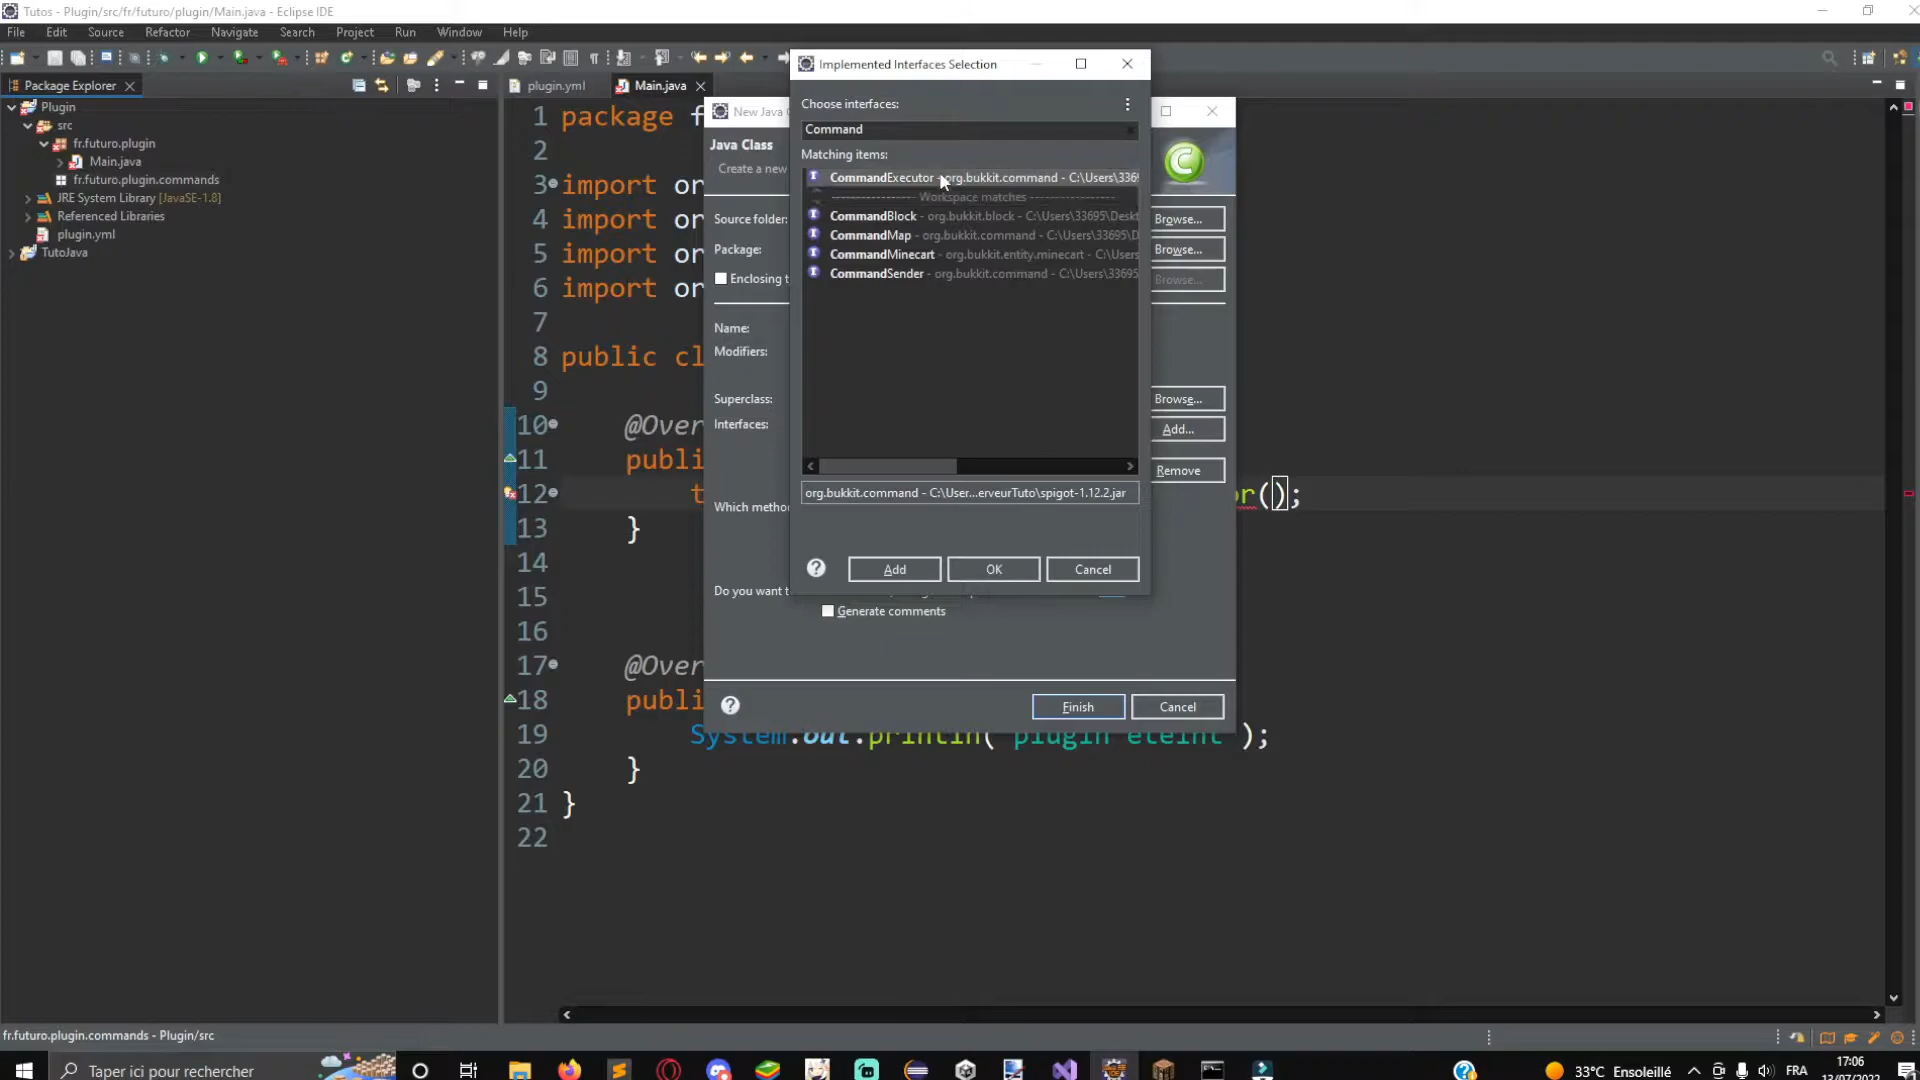 Tutos - Plugin/src/fr/futuro/plugin/Main.java - Eclipse IDE
File Edit Source Refactor Navigate Search Project Run Window Help
Package Explorer
Plugin
src
fr.futuro.plugin
Main.java
fr.futuro.plugin.commands
JRE System Library [JavaSE-1.8]
Referenced Libraries
plugin.yml
TutoJava
plugin.yml
Main.java
1 package f
2
3 import or
4 import or
5 import or
6 import or
7
8 public cl
9
10 @Over
11 publi
12 t or();
13 }
14
15
16
17 @Over
18 publi
19 System.out.println( plugin eteint );
20 }
21 }
22
New Java
Java Class
Create a new
Source folder:
Browse...
Package:
Browse...
Enclosing t
Browse...
Name:
Modifiers:
Superclass:
Browse...
Interfaces:
Add...
Remove
Which metho
Do you want t
Generate comments
Finish
Cancel
Implemented Interfaces Selection
Choose interfaces:
Command
Matching items:
CommandExecutor - org.bukkit.command - C:\Users\3369
Workspace matches
CommandBlock - org.bukkit.block - C:\Users\33695\Deskt
CommandMap - org.bukkit.command - C:\Users\33695\D
CommandMinecart - org.bukkit.entity.minecart - C:\Users
CommandSender - org.bukkit.command - C:\Users\33695
org.bukkit.command - C:\User...erveurTuto\spigot-1.12.2.jar
Add
OK
Cancel
fr.futuro.plugin.commands - Plugin/src
Taper ici pour rechercher
33°C Ensoleillé
FRA
17:06
13/07/2022